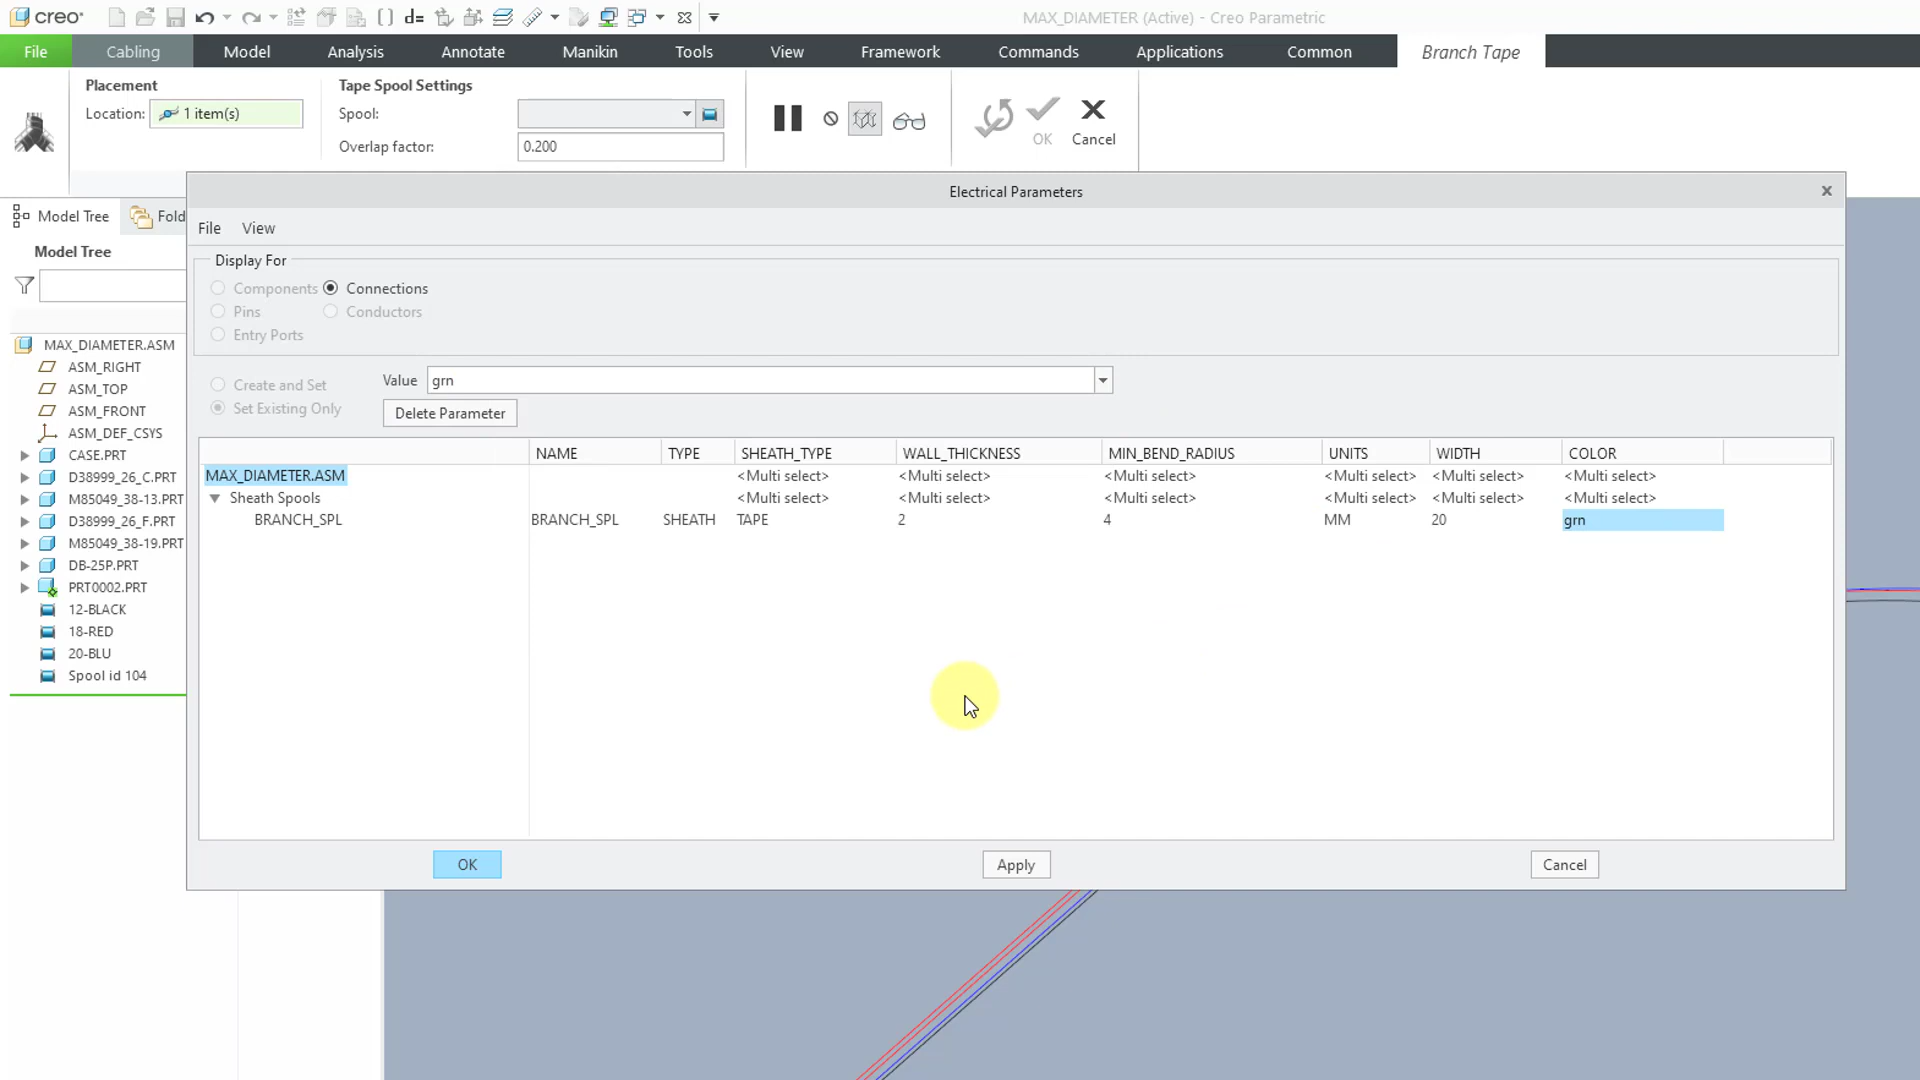 creo
d=
MAX_DIAMETER (Active) - Creo Parametric
File Cabling Model Analysis Annotate Manikin Tools View Framework Commands Applications Common Branch Tape
Placement
Location: 1 item(s)
Tape Spool Settings
Spool:
Overlap factor: 0.200
OK
Cancel
Model Tree Fold
Model Tree
MAX_DIAMETER.ASM
ASM_RIGHT
ASM_TOP
ASM_FRONT
ASM_DEF_CSYS
CASE.PRT
D38999_26_C.PRT
M85049_38-13.PRT
D38999_26_F.PRT
M85049_38-19.PRT
DB-25P.PRT
PRT0002.PRT
12-BLACK
18-RED
20-BLU
Spool id 104
Electrical Parameters
File View
Display For
Components Connections
Pins Conductors
Entry Ports
Create and Set
Set Existing Only
Value grn
Delete Parameter
NAME TYPE SHEATH_TYPE WALL_THICKNESS MIN_BEND_RADIUS UNITS WIDTH COLOR
MAX_DIAMETER.ASM <Multi select> <Multi select> <Multi select> <Multi select> <Multi select> <Multi select>
Sheath Spools <Multi select> <Multi select> <Multi select> <Multi select> <Multi select> <Multi select>
BRANCH_SPL BRANCH_SPL SHEATH TAPE 2 4 MM 20 grn
OK Apply Cancel